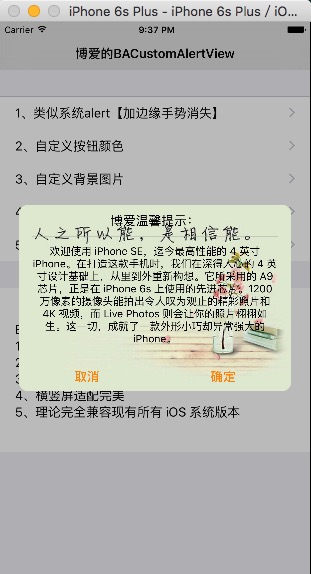 iPhone 6s Plus - iPhone 6s Plus / iO...
Carrier 9:37 PM
博爱的BACustomAlertView
1、类似系统alert【加边缘手势消失】
2、自定义按钮颜色
3、自定义背景图片
4
博爱温馨提示：
人之所以能，是相信能。
5
欢迎使用 iPhone SE，迄今最高性能的 4 英寸
iPhone。在打造这款手机时，我们在深得人心的 4 英
寸设计基础上，从里到外重新构想。它所采用的 A9
芯片，正是在 iPhone 6s 上使用的先进芯片。1200
万像素的摄像头能拍出令人叹为观止的精彩照片和
4K 视频，而 Live Photos 则会让你的照片栩栩如
生。这一切，成就了一款外形小巧却异常强大的
iPhone。
取消 确定
4、横竖屏适配完美
5、理论完全兼容现有所有 iOS 系统版本